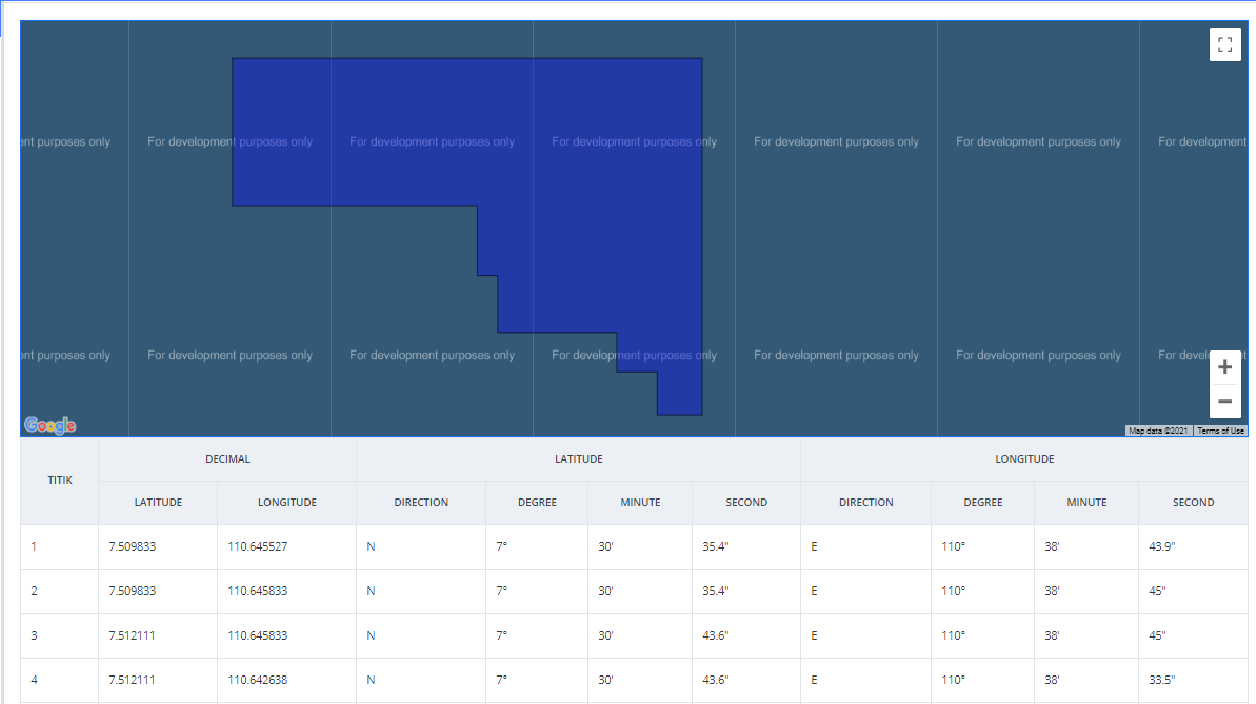 ent purposes only For development purposes only For development purposes only For development purposes only For development purposes only For development purposes only For development
ent purposes only For development purposes only For development purposes only For development purposes only For development purposes only For development purposes only For
Google
Map data ©2021 Terms of Use
TITIK DECIMAL LATITUDE LONGITUDE
LATITUDE LONGITUDE DIRECTION DEGREE MINUTE SECOND DIRECTION DEGREE MINUTE SECOND
1 7.509833 110.645527 N 7° 30' 35.4" E 110° 38' 43.9"
2 7.509833 110.645833 N 7° 30' 35.4" E 110° 38' 45"
3 7.512111 110.645833 N 7° 30' 43.6" E 110° 38' 45"
4 7.512111 110.642638 N 7° 30' 43.6" E 110° 38' 33.5"